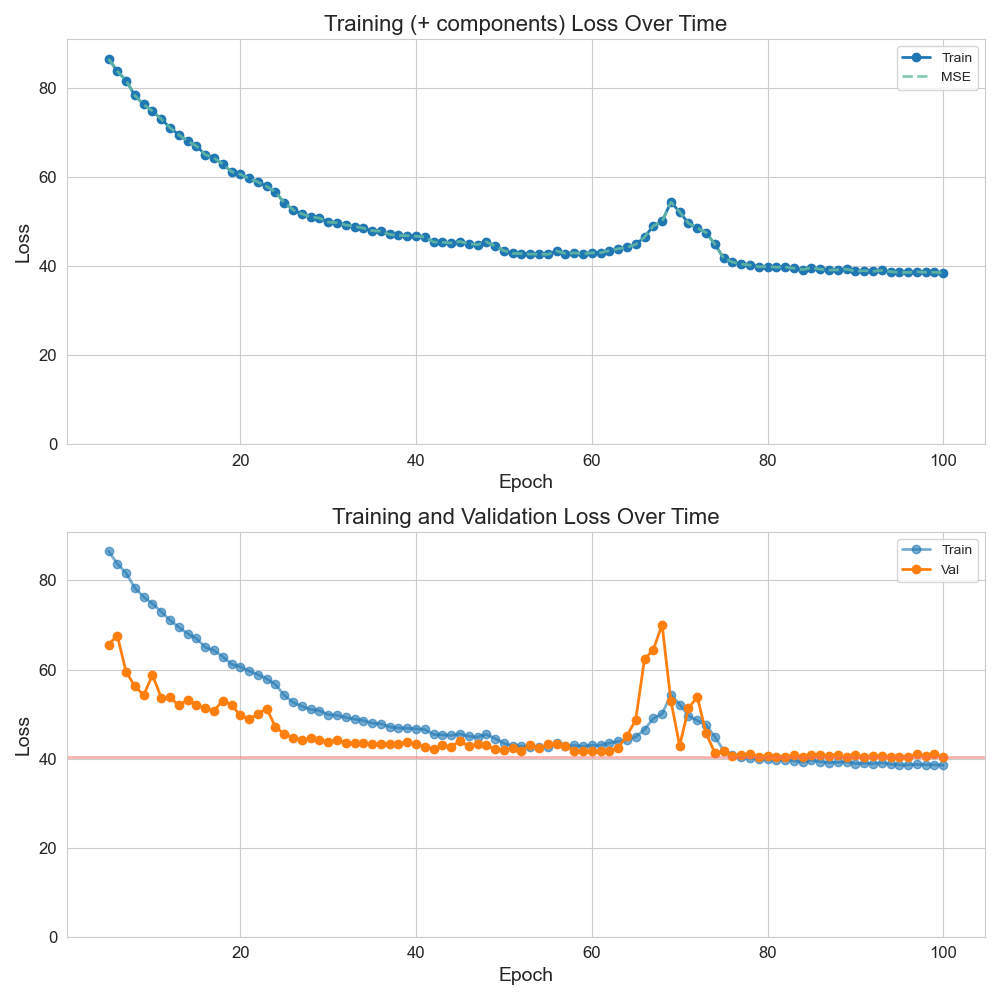 Training (+ components) Loss Over Time
Train
MSE
Loss
80
60
40
20
0
20 40 60 80 100
Epoch
Training and Validation Loss Over Time
Train
Val
Loss
80
60
40
20
0
20 40 60 80 100
Epoch